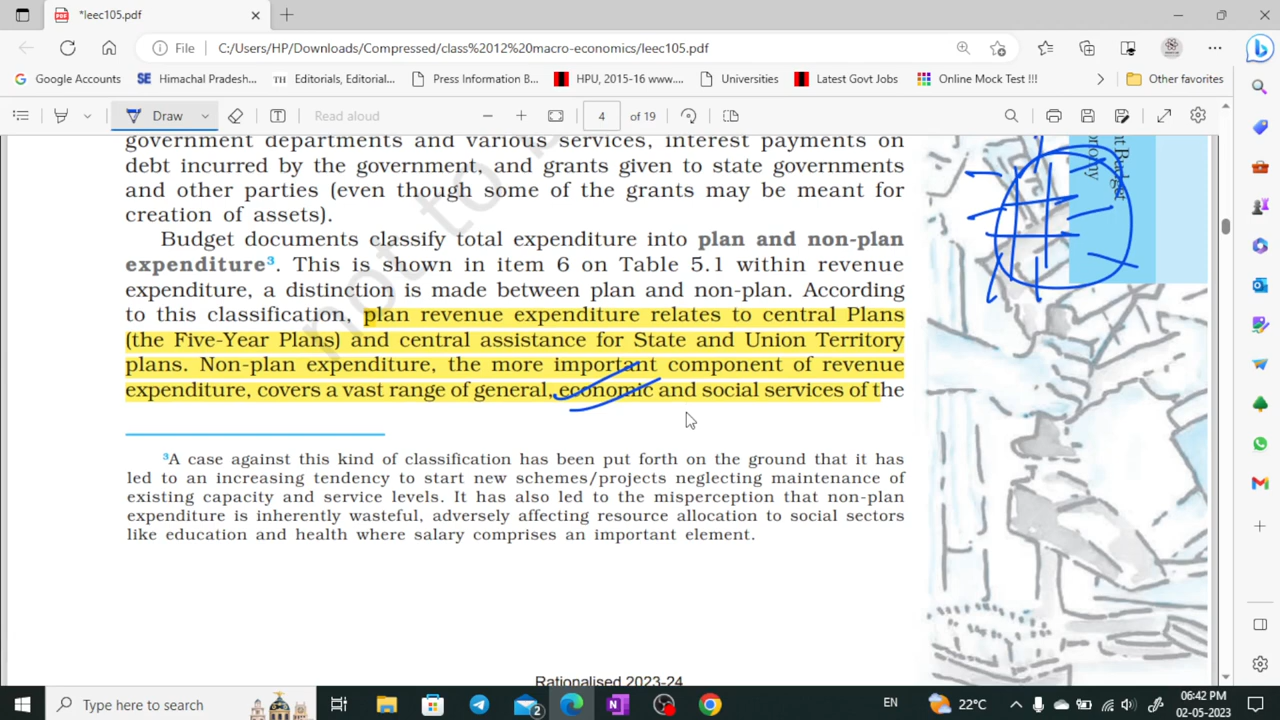 *leec105.pdf
File
C:/Users/HP/Downloads/Compressed/class%2012%20macro-economics/leec105.pdf
Google Accounts
SE Himachal Pradesh...
TH Editorials, Editorial...
Press Information B...
HPU, 2015-16 www....
Universities
Latest Govt Jobs
Online Mock Test !!!
Other favorites
Draw
Read aloud
4 of 19
government departments and various services, interest payments on
debt incurred by the government, and grants given to state governments
and other parties (even though some of the grants may be meant for
creation of assets).
Budget documents classify total expenditure into plan and non-plan
expenditure³. This is shown in item 6 on Table 5.1 within revenue
expenditure, a distinction is made between plan and non-plan. According
to this classification, plan revenue expenditure relates to central Plans
(the Five-Year Plans) and central assistance for State and Union Territory
plans. Non-plan expenditure, the more important component of revenue
expenditure, covers a vast range of general, economic and social services of the
³A case against this kind of classification has been put forth on the ground that it has
led to an increasing tendency to start new schemes/projects neglecting maintenance of
existing capacity and service levels. It has also led to the misperception that non-plan
expenditure is inherently wasteful, adversely affecting resource allocation to social sectors
like education and health where salary comprises an important element.
Rationalised 2023-24
not to
Budget
Type here to search
2
22°C
EN
06:42 PM
02-05-2023